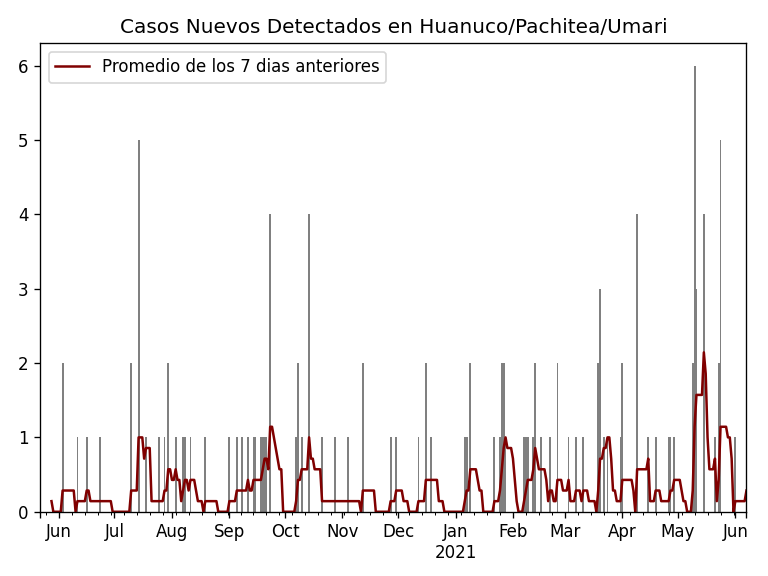 Casos Nuevos Detectados en Huanuco/Pachitea/Umari
Promedio de los 7 dias anteriores
6
5
4
3
2
1
0
Jun Jul Aug Sep Oct Nov Dec Jan Feb Mar Apr May Jun
2021